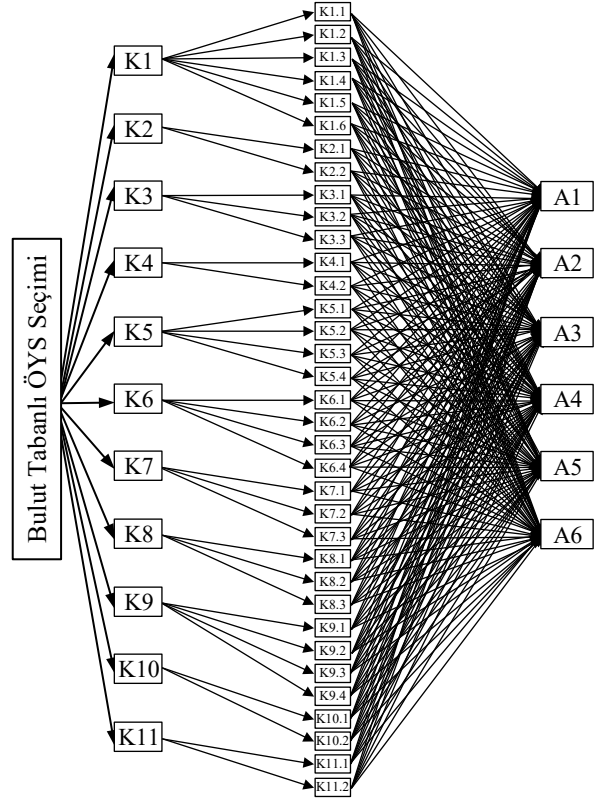 Bulut Tabanlı ÖYS Seçimi
K1
K2
K3
K4
K5
K6
K7
K8
K9
K10
K11
K1.1
K1.2
K1.3
K1.4
K1.5
K1.6
K2.1
K2.2
K3.1
K3.2
K3.3
K4.1
K4.2
K5.1
K5.2
K5.3
K5.4
K6.1
K6.2
K6.3
K6.4
K7.1
K7.2
K7.3
K8.1
K8.2
K8.3
K9.1
K9.2
K9.3
K9.4
K10.1
K10.2
K11.1
K11.2
A1
A2
A3
A4
A5
A6